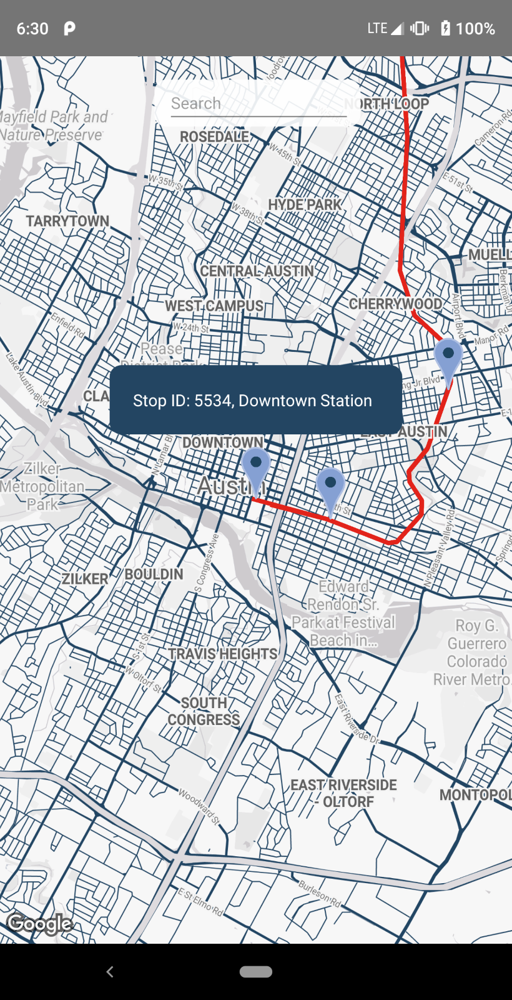 6:30
LTE
100%
Search
NORTH LOOP
Mayfield Park and
Nature Preserve
ROSEDALE
W 45th St
Cameron Rd
E 51st St
W 35th St
HYDE PARK
W 38th St
TARRYTOWN
MUELL
CENTRAL AUSTIN
Berkman Dr
WEST CAMPUS
CHERRYWOOD
Airport Blvd
Enfield Rd
W 24th St
Manor Rd
Pease
District Park
Lake Austin Blvd
ng Jr Blvd
CLA
Stop ID: 5534, Downtown Station
E 1
EAST AUSTIN
DOWNTOWN
N Lamar Bl
Zilker
Metropolitan
Park
Austin
th St
N Pleasant Valley Rd
Springd
S Congress Ave
ZILKER
BOULDIN
Edward
Rendon Sr.
Park at Festival
Beach in...
Roy G.
Guerrero
Colorado
River Metro.
S 1st St
TRAVIS HEIGHTS
W Oltorf St
SOUTH
CONGRESS
East Riverside Dr
EAST RIVERSIDE
- OLTORF
MONTOPOL
Woodward St
Burleson Rd
E St Elmo Rd
Google